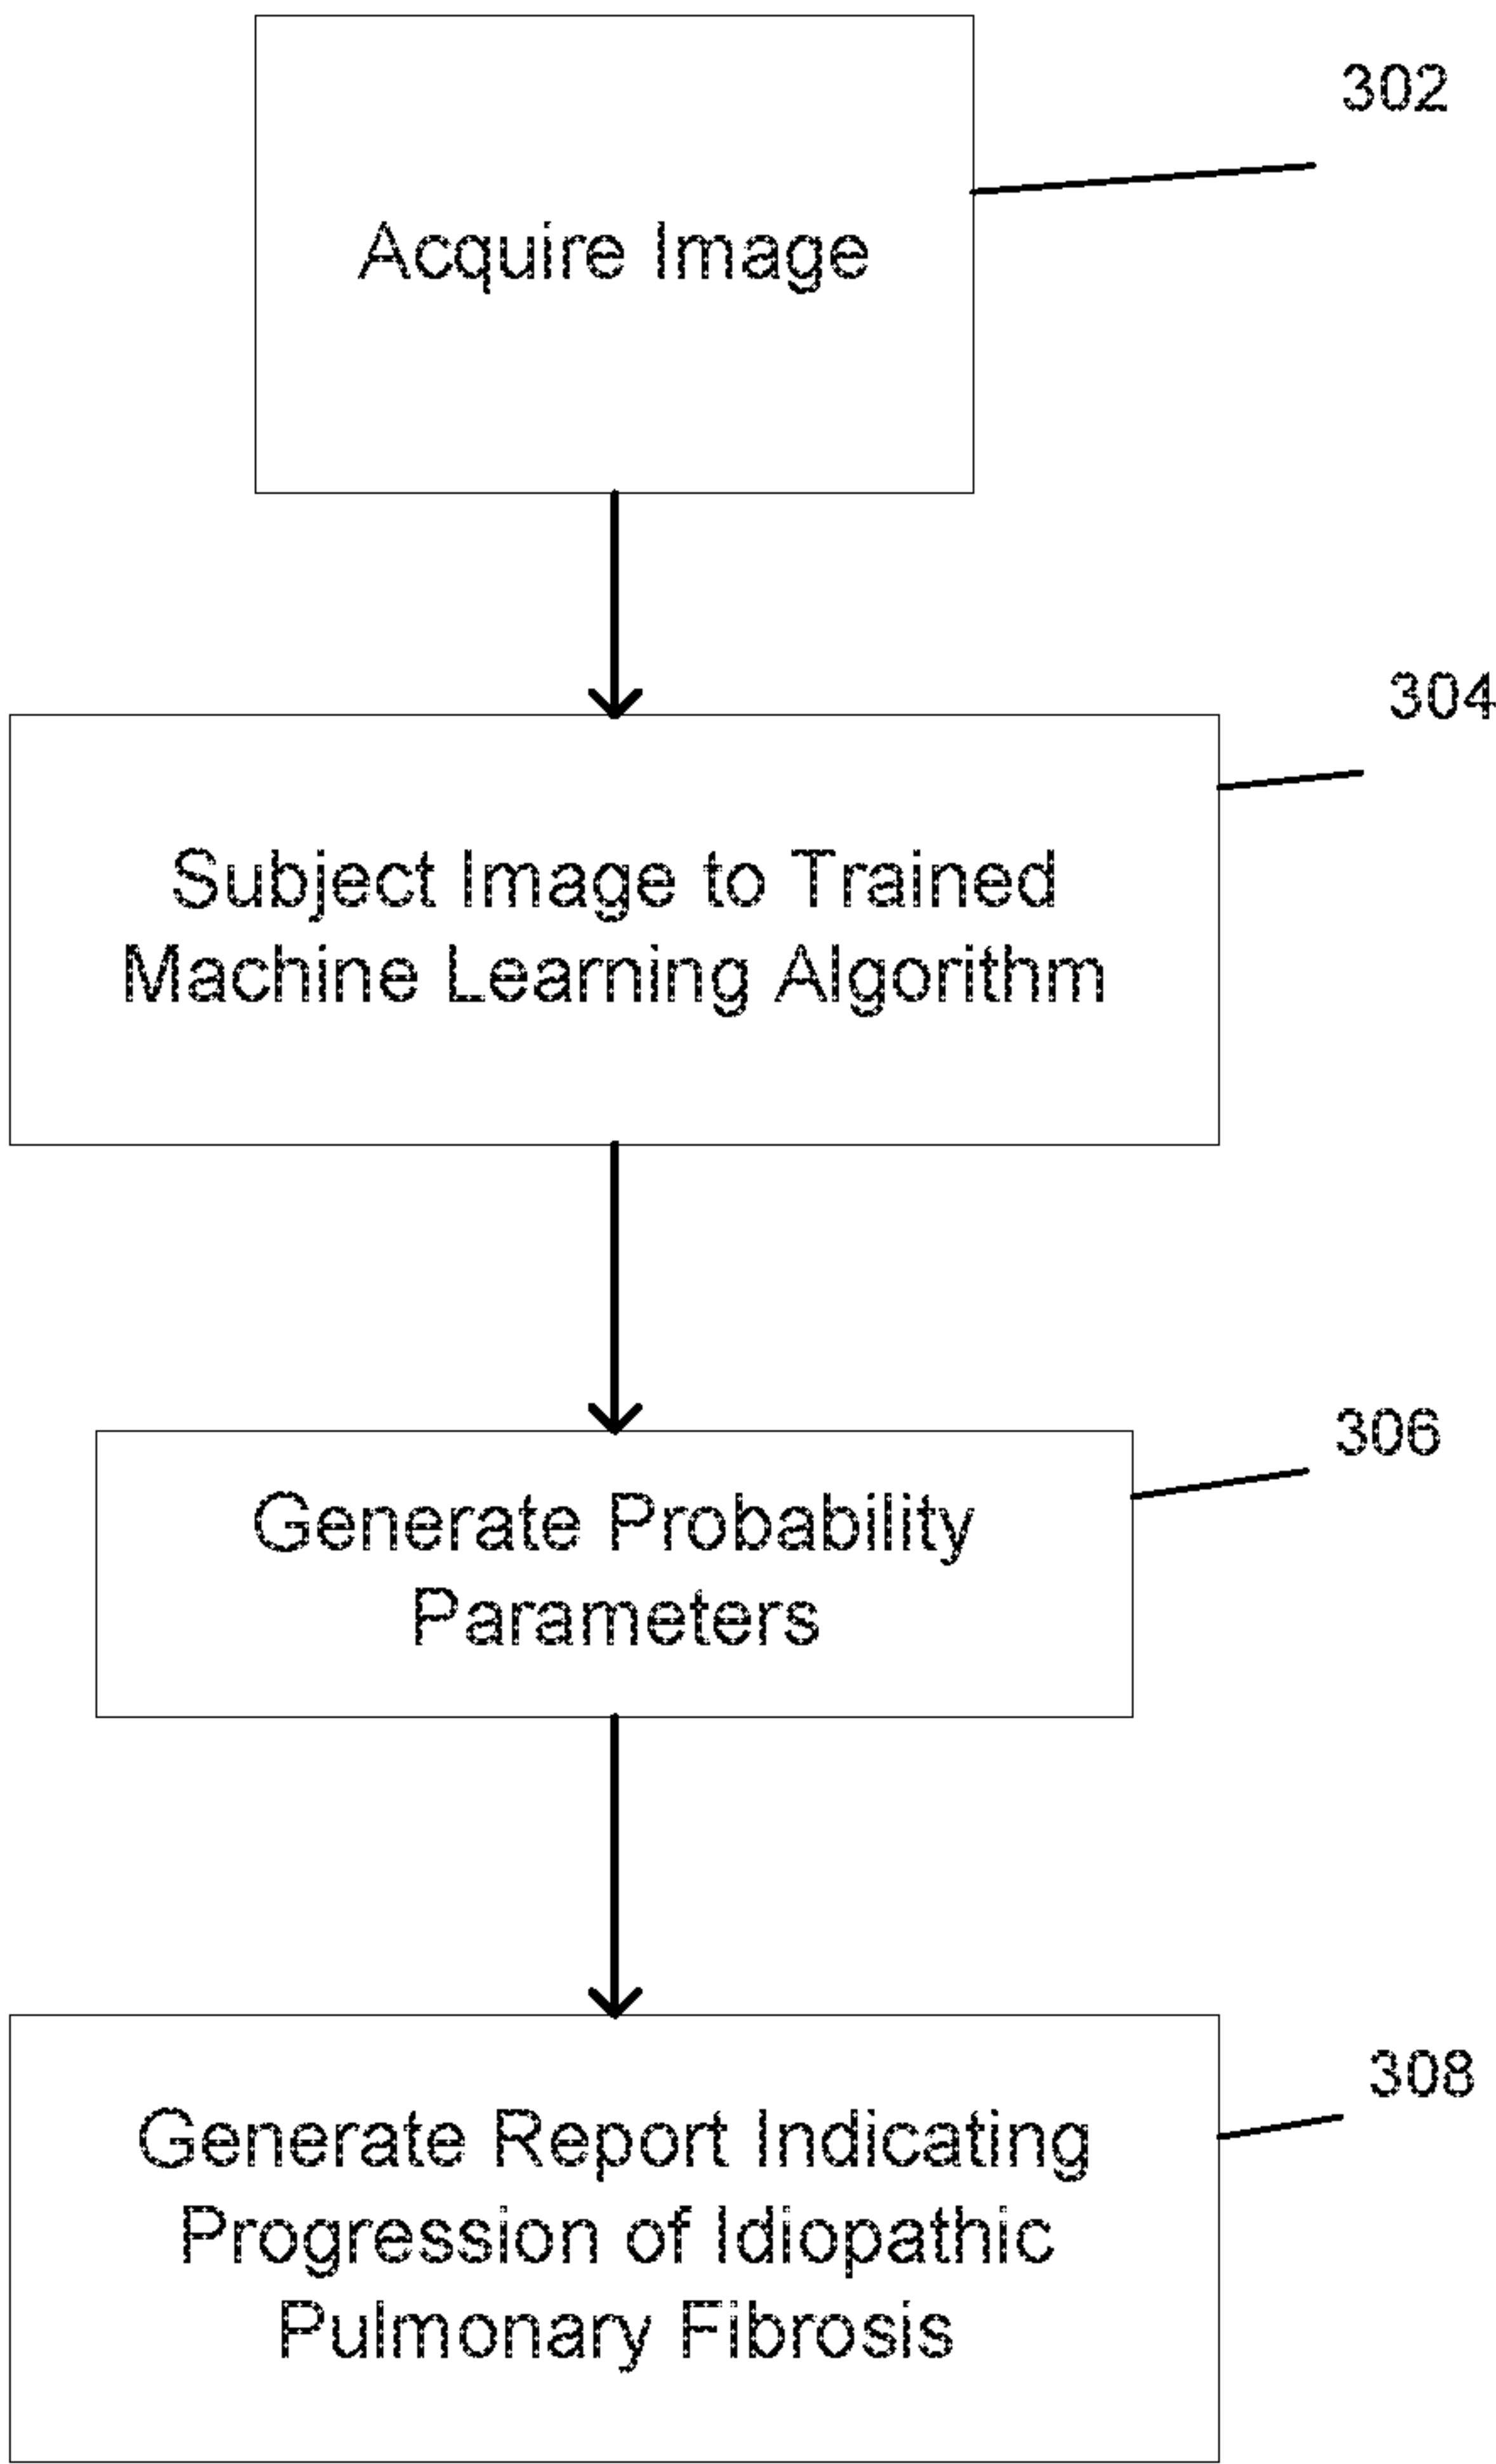 302
Acquire Image
304
Subject Image to Trained
Machine Learning Algorithm
306
Generate Probability
Parameters
308
Generate Report Indicating
Progression of Idiopathic
Pulmonary Fibrosis